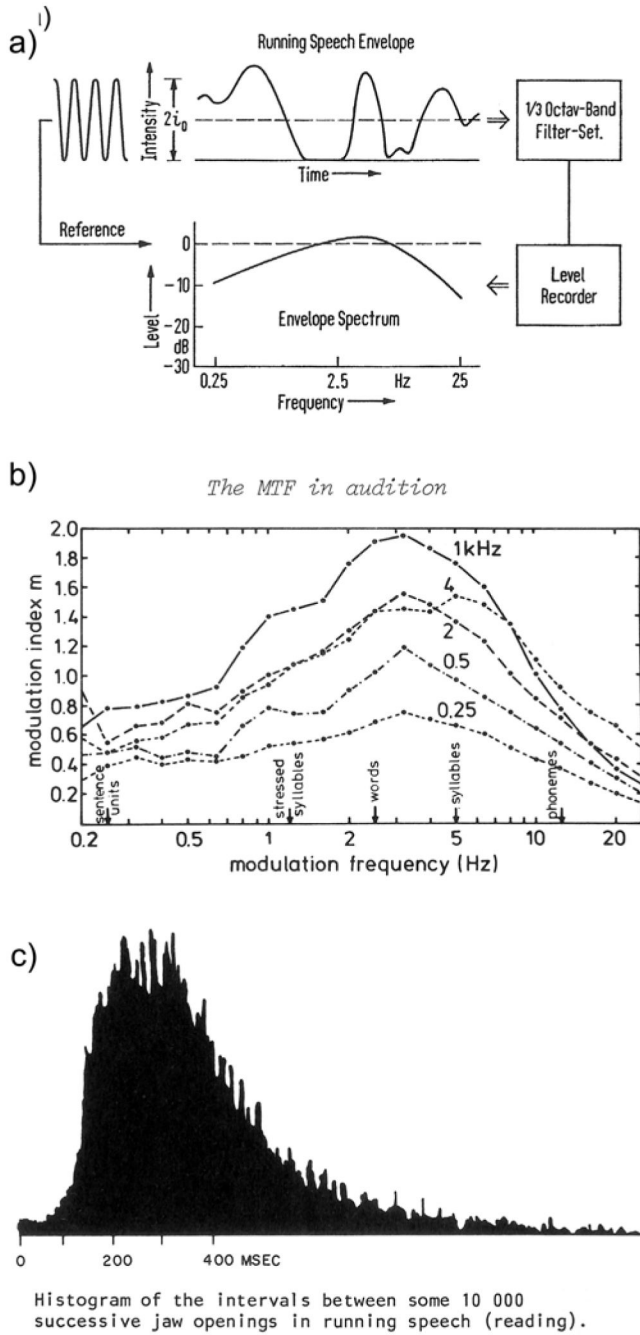 ı)
a)
Running Speech Envelope
Intensity
2i₀
Time
⅓ Octav-Band
Filter-Set.
Reference
Level
Recorder
Level
0
−10
−20
dB
−30
Envelope Spectrum
0.25 2.5 Hz 25
Frequency
b)
The MTF in audition
modulation index m
2.0
1.8
1.6
1.4
1.2
1.0
0.8
0.6
0.4
0.2
1kHz
4
2
0.5
0.25
sentence
units
stressed
syllables
words
syllables
phonemes
0.2 0.5 1 2 5 10 20
modulation frequency (Hz)
c)
0 200 400 MSEC
Histogram of the intervals between some 10 000
successive jaw openings in running speech (reading).